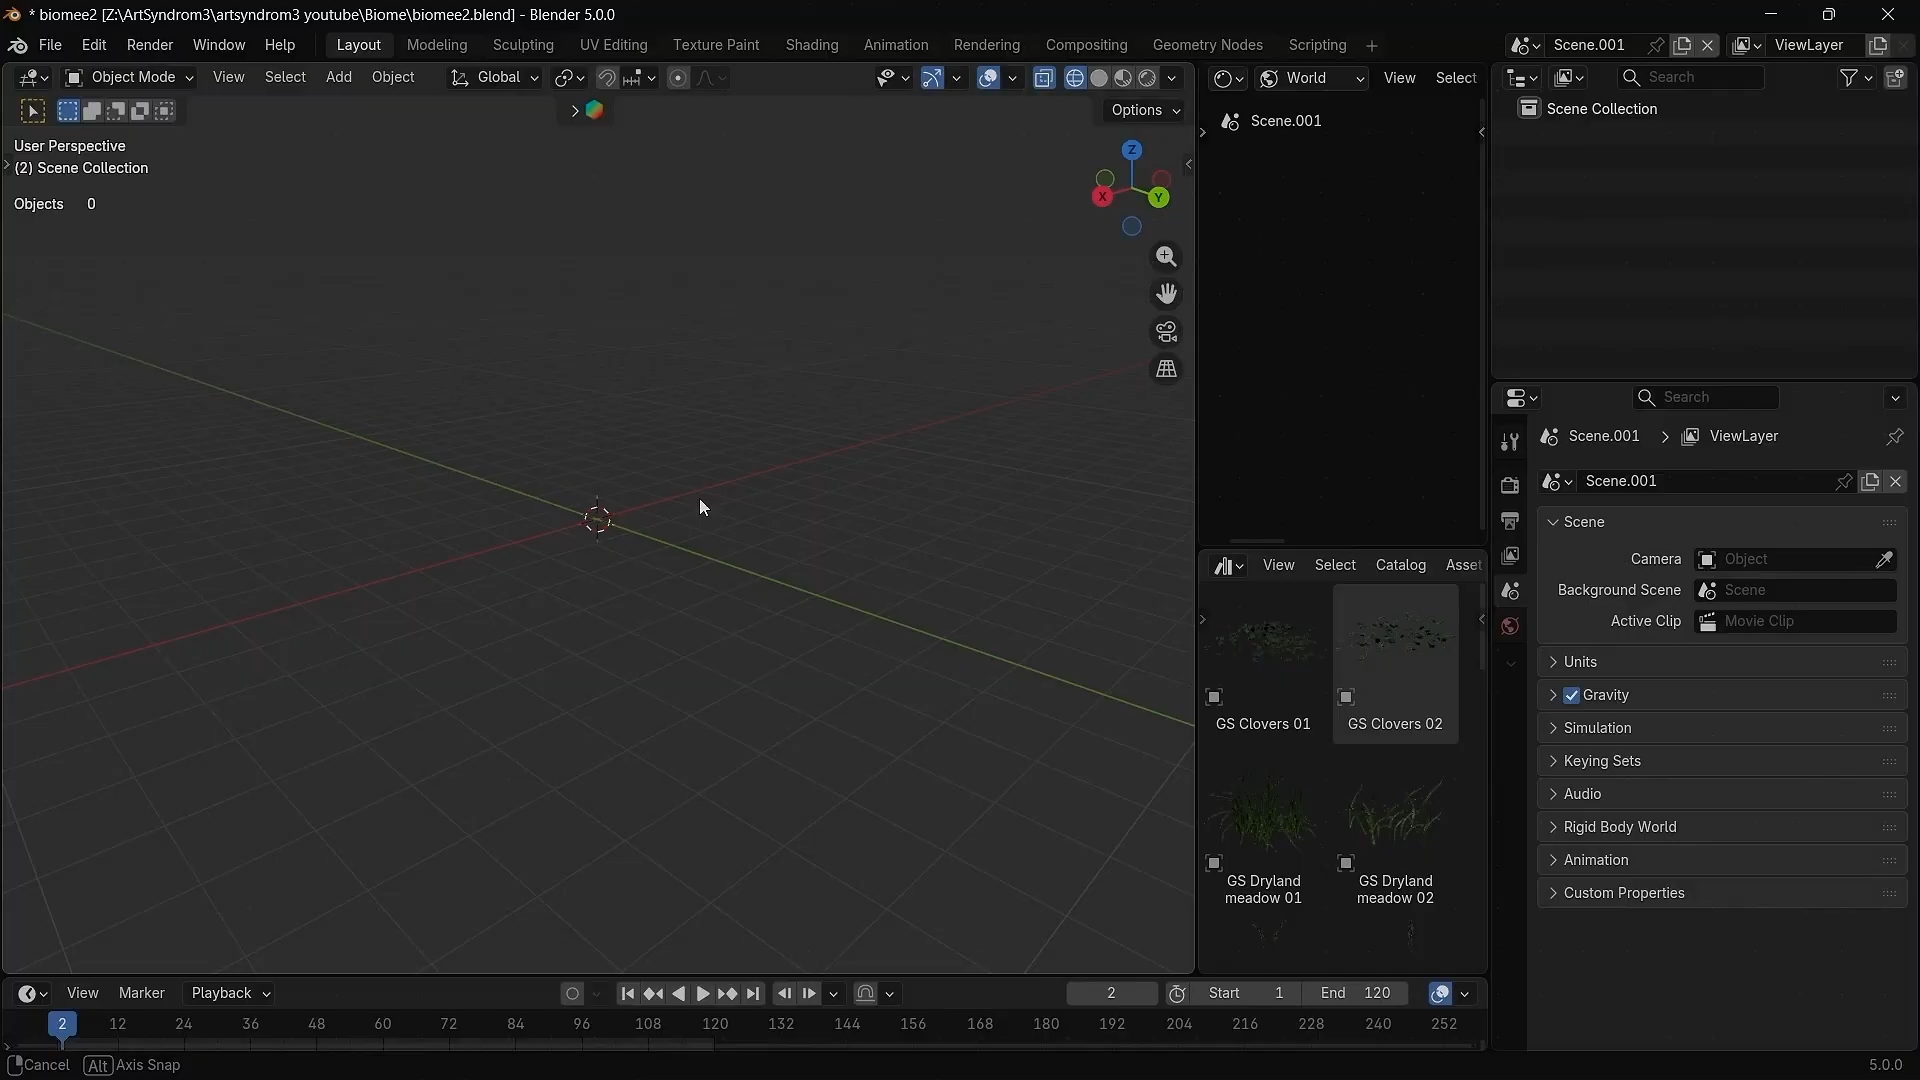 * biomee2 [Z:\ArtSyndrom3\artsyndrom3 youtube\Biome\biomee2.blend] - Blender 5.0.0
File Edit Render Window Help Layout Modeling Sculpting UV Editing Texture Paint Shading Animation Rendering Compositing Geometry Nodes Scripting + Scene.001 ViewLayer
Object Mode View Select Add Object Global World View Select Search
Options
User Perspective
(2) Scene Collection
Objects 0
Z
X
Y
Scene.001
Scene Collection
Search
Scene.001 > ViewLayer
Scene.001
Scene
Camera Object
Background Scene Scene
Active Clip Movie Clip
Units
Gravity
Simulation
Keying Sets
Audio
Rigid Body World
Animation
Custom Properties
View Select Catalog Asset
GS Clovers 01
GS Clovers 02
GS Dryland
meadow 01
GS Dryland
meadow 02
View Marker Playback 2 Start 1 End 120
2 12 24 36 48 60 72 84 96 108 120 132 144 156 168 180 192 204 216 228 240 252
Cancel Alt Axis Snap 5.0.0